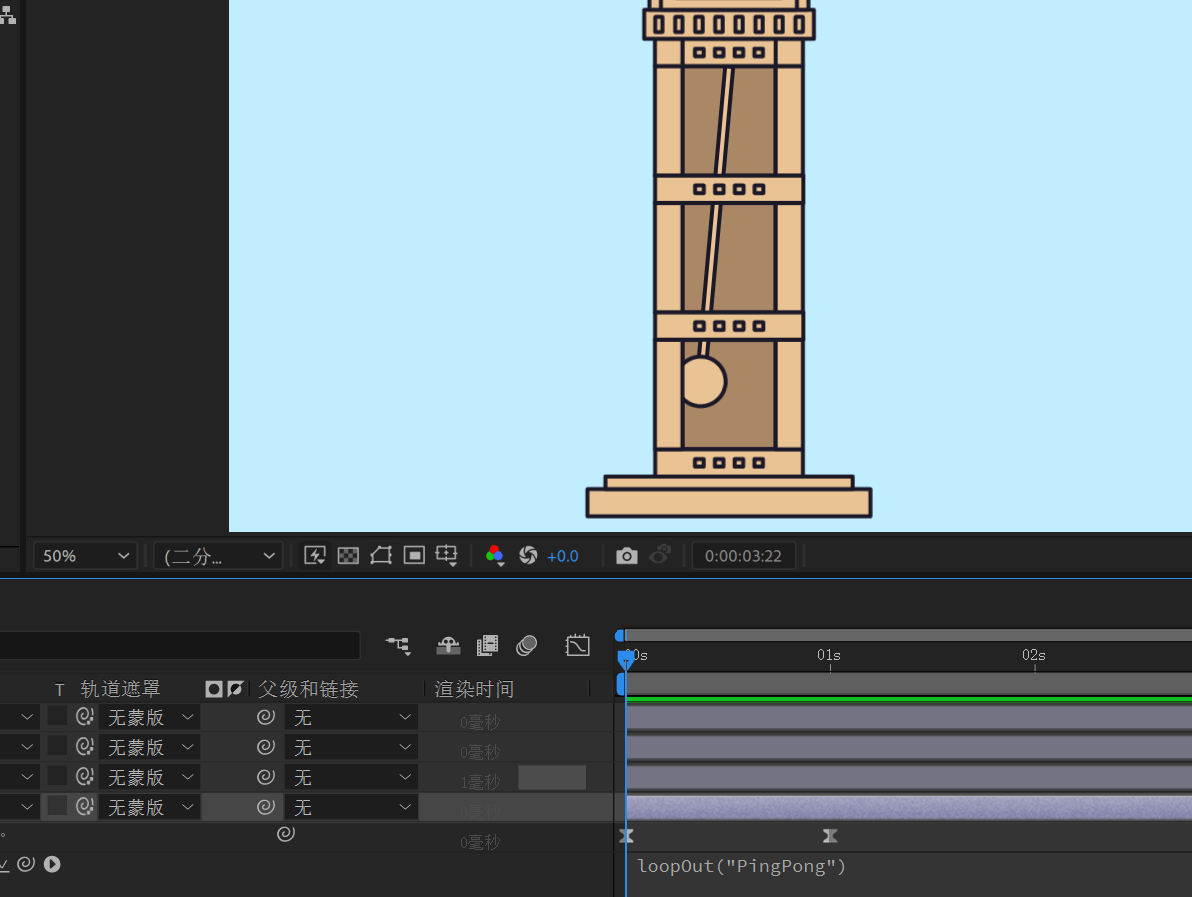 50%
(二分...
+0.0
0:00:03:22
00s
01s
02s
T 轨道遮罩
父级和链接
渲染时间
无蒙版
无
0毫秒
无蒙版
无
0毫秒
无蒙版
无
1毫秒
无蒙版
无
0毫秒
0毫秒
loopOut("PingPong")